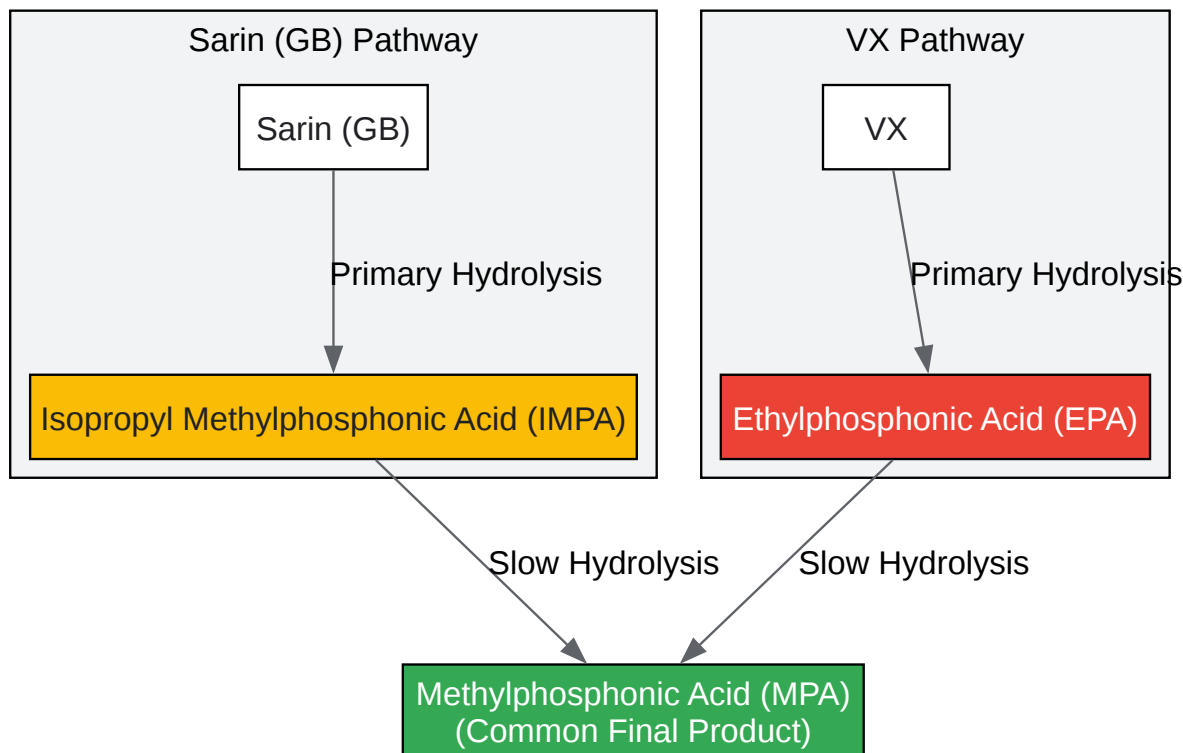 Sarin (GB) Pathway
VX Pathway
Sarin (GB)
VX
Primary Hydrolysis
Primary Hydrolysis
Isopropyl Methylphosphonic Acid (IMPA)
Ethylphosphonic Acid (EPA)
Slow Hydrolysis
Slow Hydrolysis
Methylphosphonic Acid (MPA)
(Common Final Product)